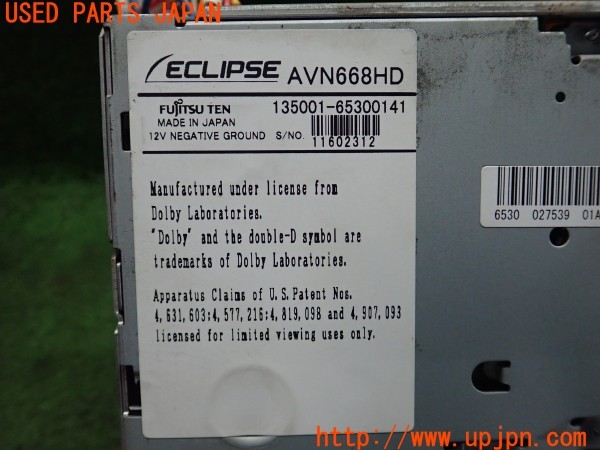 USED PARTS JAPAN
ECLIPSE AVN668HD
FUJITSU TEN 135001-65300141
MADE IN JAPAN
12V NEGATIVE GROUND S/NO.
11602312
Manufactured under license from
Dolby Laboratories.
"Dolby" and the double-D symbol are
trademarks of Dolby Laboratories.
Apparatus Claims of U.S.Patent Nos.
4,631,603:4,577,216:4,819,098 and 4,907,093
licensed for limited viewing uses only.
6530 027539 01A
http://www.upjpn.com